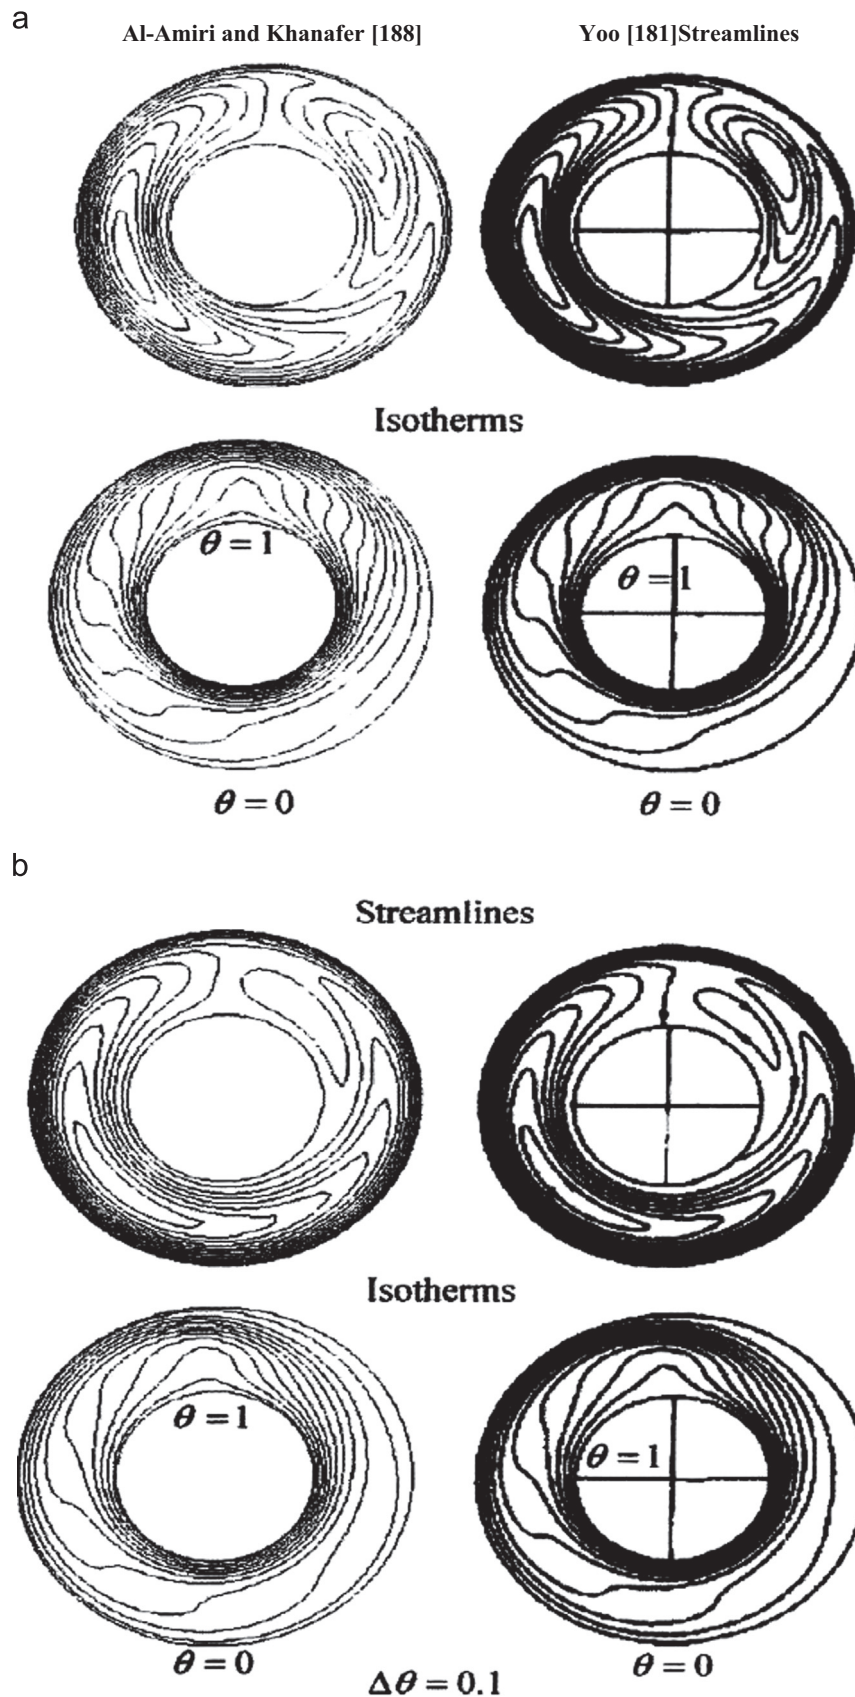 a
Al-Amiri and Khanafer [188]
Yoo [181]Streamlines
Isotherms
θ = 1
θ = 1
θ = 0
θ = 0
b
Streamlines
Isotherms
θ = 1
θ = 1
θ = 0
θ = 0
Δθ = 0.1